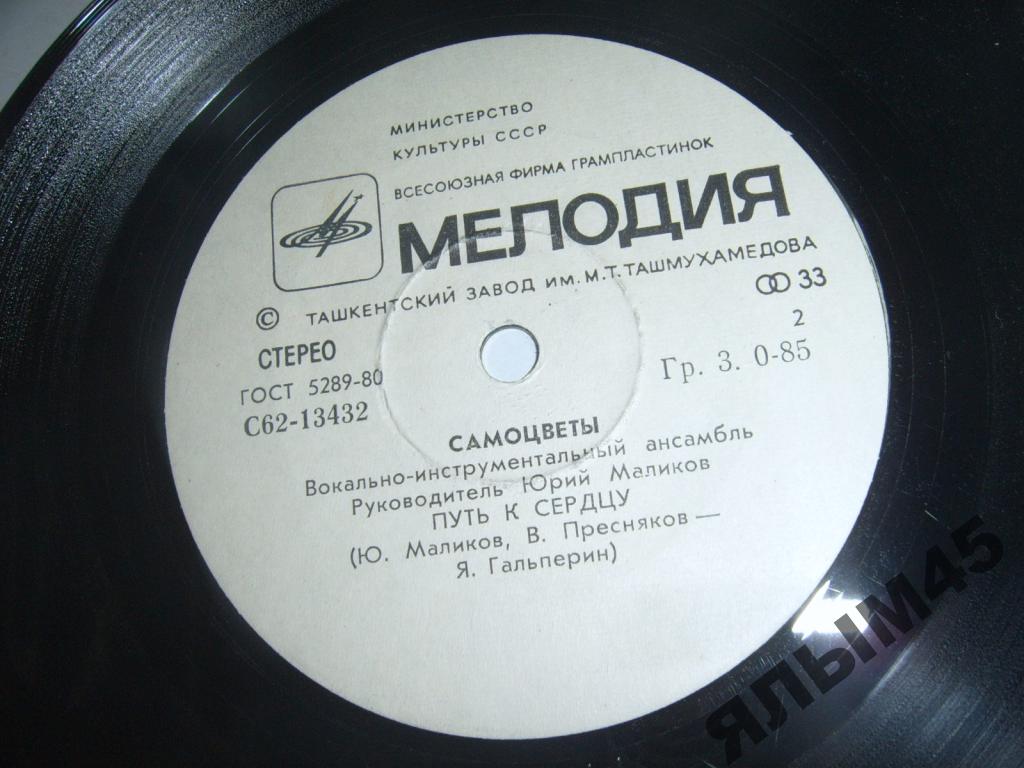 МИНИСТЕРСТВО
КУЛЬТУРЫ СССР
ВСЕСОЮЗНАЯ ФИРМА ГРАМПЛАСТИНОК
МЕЛОДИЯ
© ТАШКЕНТСКИЙ ЗАВОД ИМ. М.Т.ТАШМУХАМЕДОВА
СТЕРЕО
33
ГОСТ 5289-80
2
С62-13432
Гр. 3. 0-85
САМОЦВЕТЫ
Вокально-инструментальный ансамбль
Руководитель Юрий Маликов
ПУТЬ К СЕРДЦУ
(Ю. Маликов, В. Пресняков —
Я. Гальперин)
ЯЛЫМ45